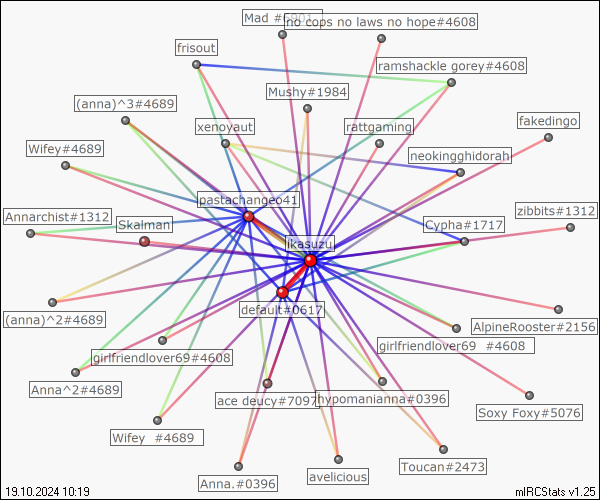 Mad
no cops no laws no hope#4608
frisout
ramshackle gorey#4608
Mushy#1984
(anna)^3#4689
fakedingo
xenoyaut
rattgaming
Wifey#4689
neokingghidorah
pastachangeo41
zibbits#1312
Annarchist#1312
Skalman
Cypha#1717
likasuzu
default#0617
(anna)^2#4689
AlpineRooster#2156
girlfriendlover69#4608
girlfriendlover69 #4608
Anna^2#4689
ace deucy#7097
hypomanianna#0396
Soxy Foxy#5076
Wifey #4689
Toucan#2473
Anna.#0396
avelicious
19.10.2024 10:19
mIRCStats v1.25